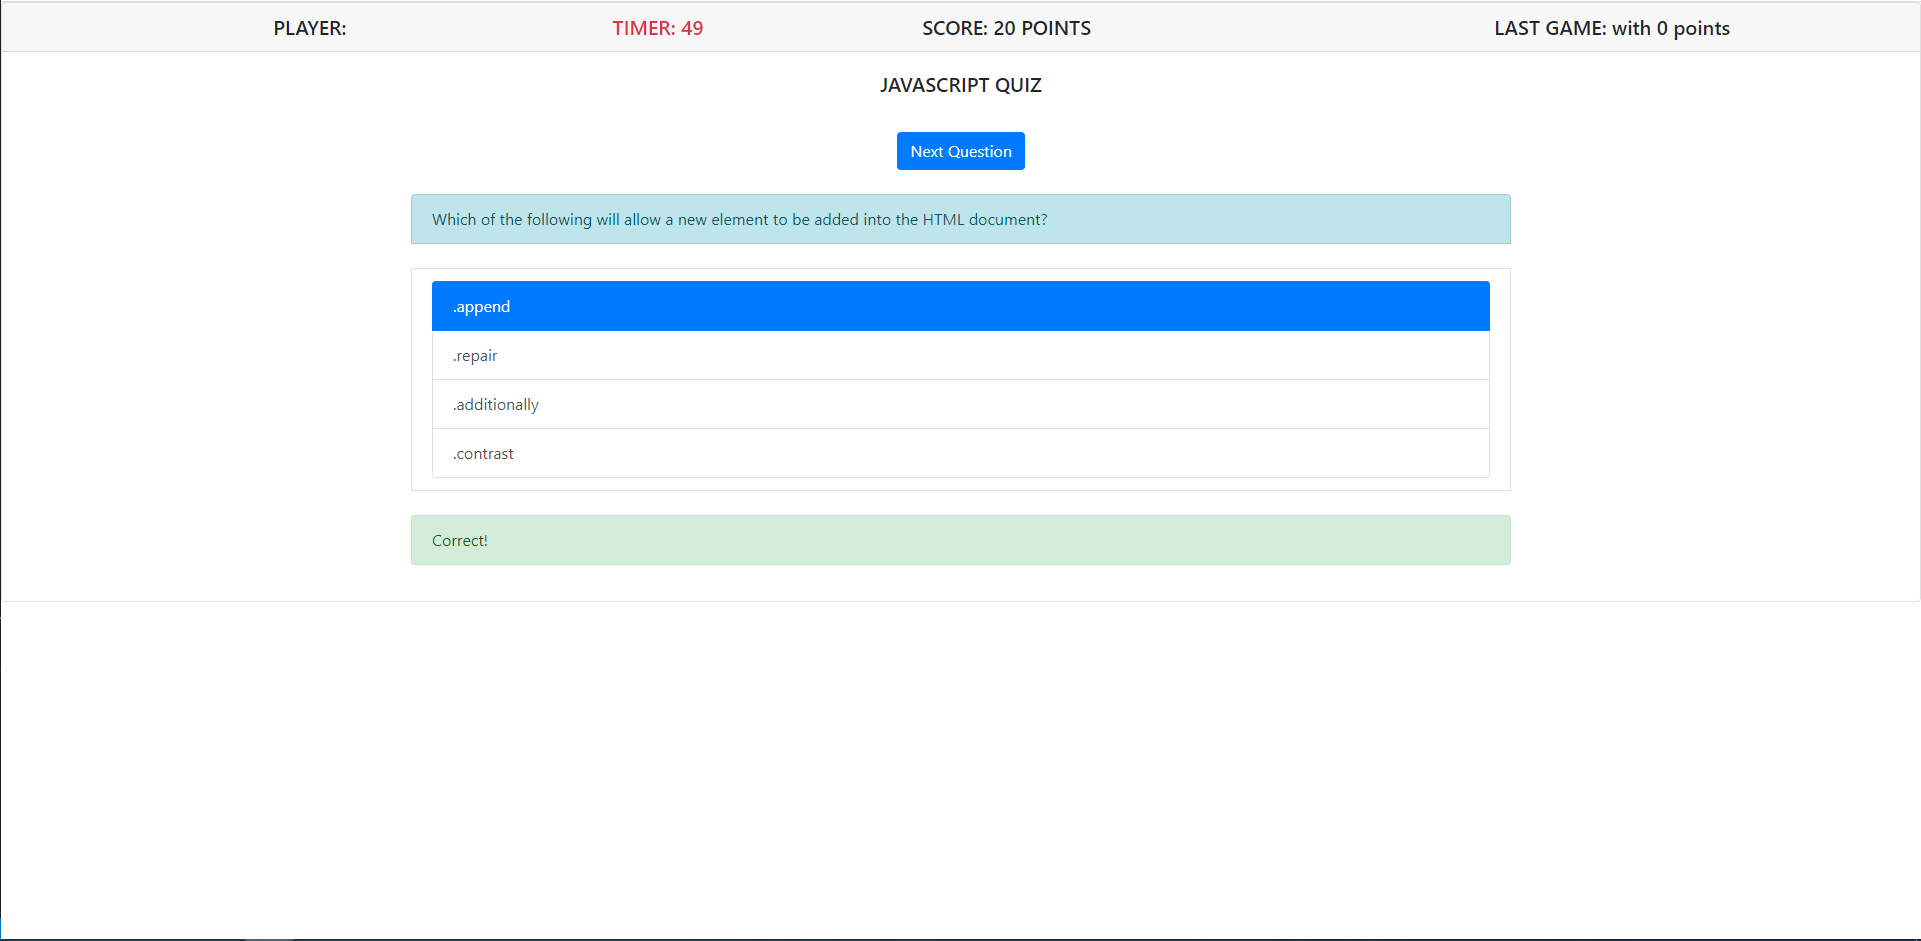 PLAYER: TIMER: 49 SCORE: 20 POINTS LAST GAME: with 0 points
JAVASCRIPT QUIZ
Next Question
Which of the following will allow a new element to be added into the HTML document?
.append
.repair
.additionally
.contrast
Correct!